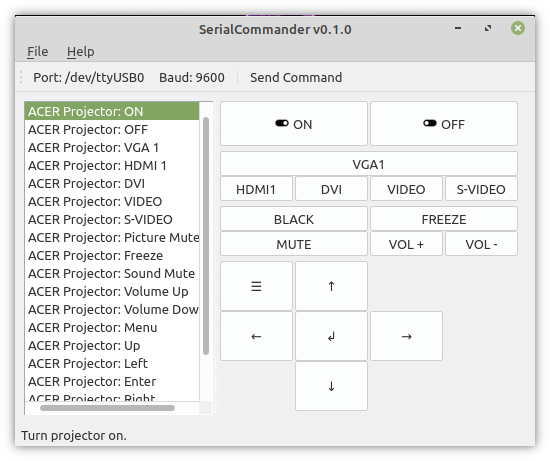 SerialCommander v0.1.0
File Help
Port: /dev/ttyUSB0 Baud: 9600 Send Command
ACER Projector: ON
ACER Projector: OFF
ACER Projector: VGA 1
ACER Projector: HDMI 1
ACER Projector: DVI
ACER Projector: VIDEO
ACER Projector: S-VIDEO
ACER Projector: Picture Mute
ACER Projector: Freeze
ACER Projector: Sound Mute
ACER Projector: Volume Up
ACER Projector: Volume Dow
ACER Projector: Menu
ACER Projector: Up
ACER Projector: Left
ACER Projector: Enter
ACER Projector: Right
ON OFF
VGA1
HDMI1 DVI VIDEO S-VIDEO
BLACK FREEZE
MUTE VOL + VOL -
☰ ↑
← ↲ →
↓
Turn projector on.